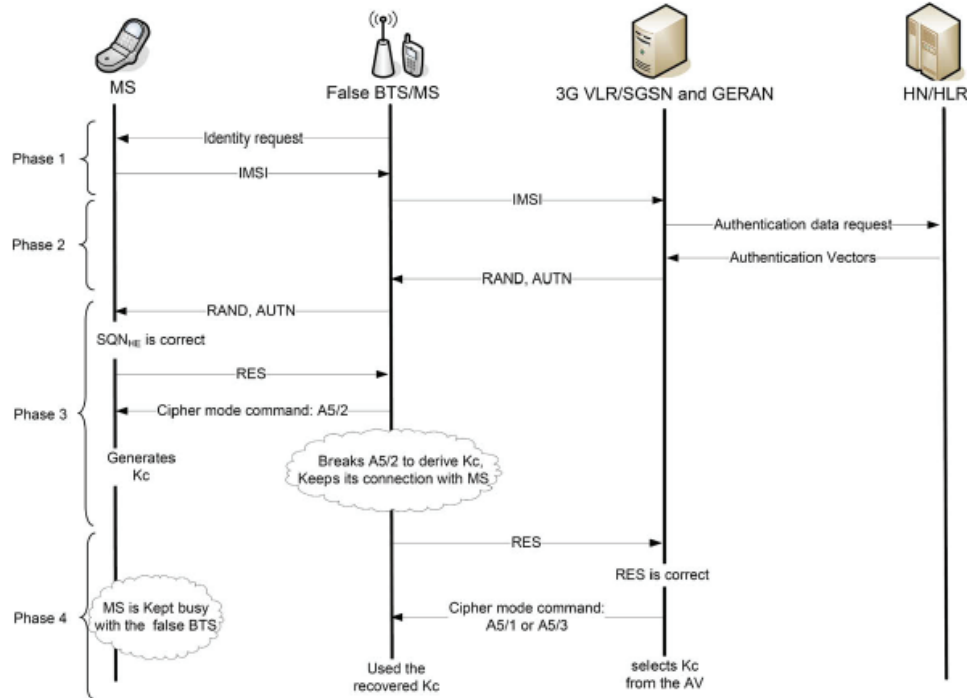 MS
False BTS/MS
3G VLR/SGSN and GERAN
HN/HLR
Phase 1
Identity request
IMSI
Phase 2
IMSI
Authentication data request
Authentication Vectors
RAND, AUTN
Phase 3
RAND, AUTN
SQNHE is correct
RES
Cipher mode command: A5/2
Generates
Kc
Breaks A5/2 to derive Kc,
Keeps its connection with MS
Phase 4
RES
RES is correct
MS is Kept busy
with the false BTS
Cipher mode command:
A5/1 or A5/3
Used the
recovered Kc
selects Kc
from the AV